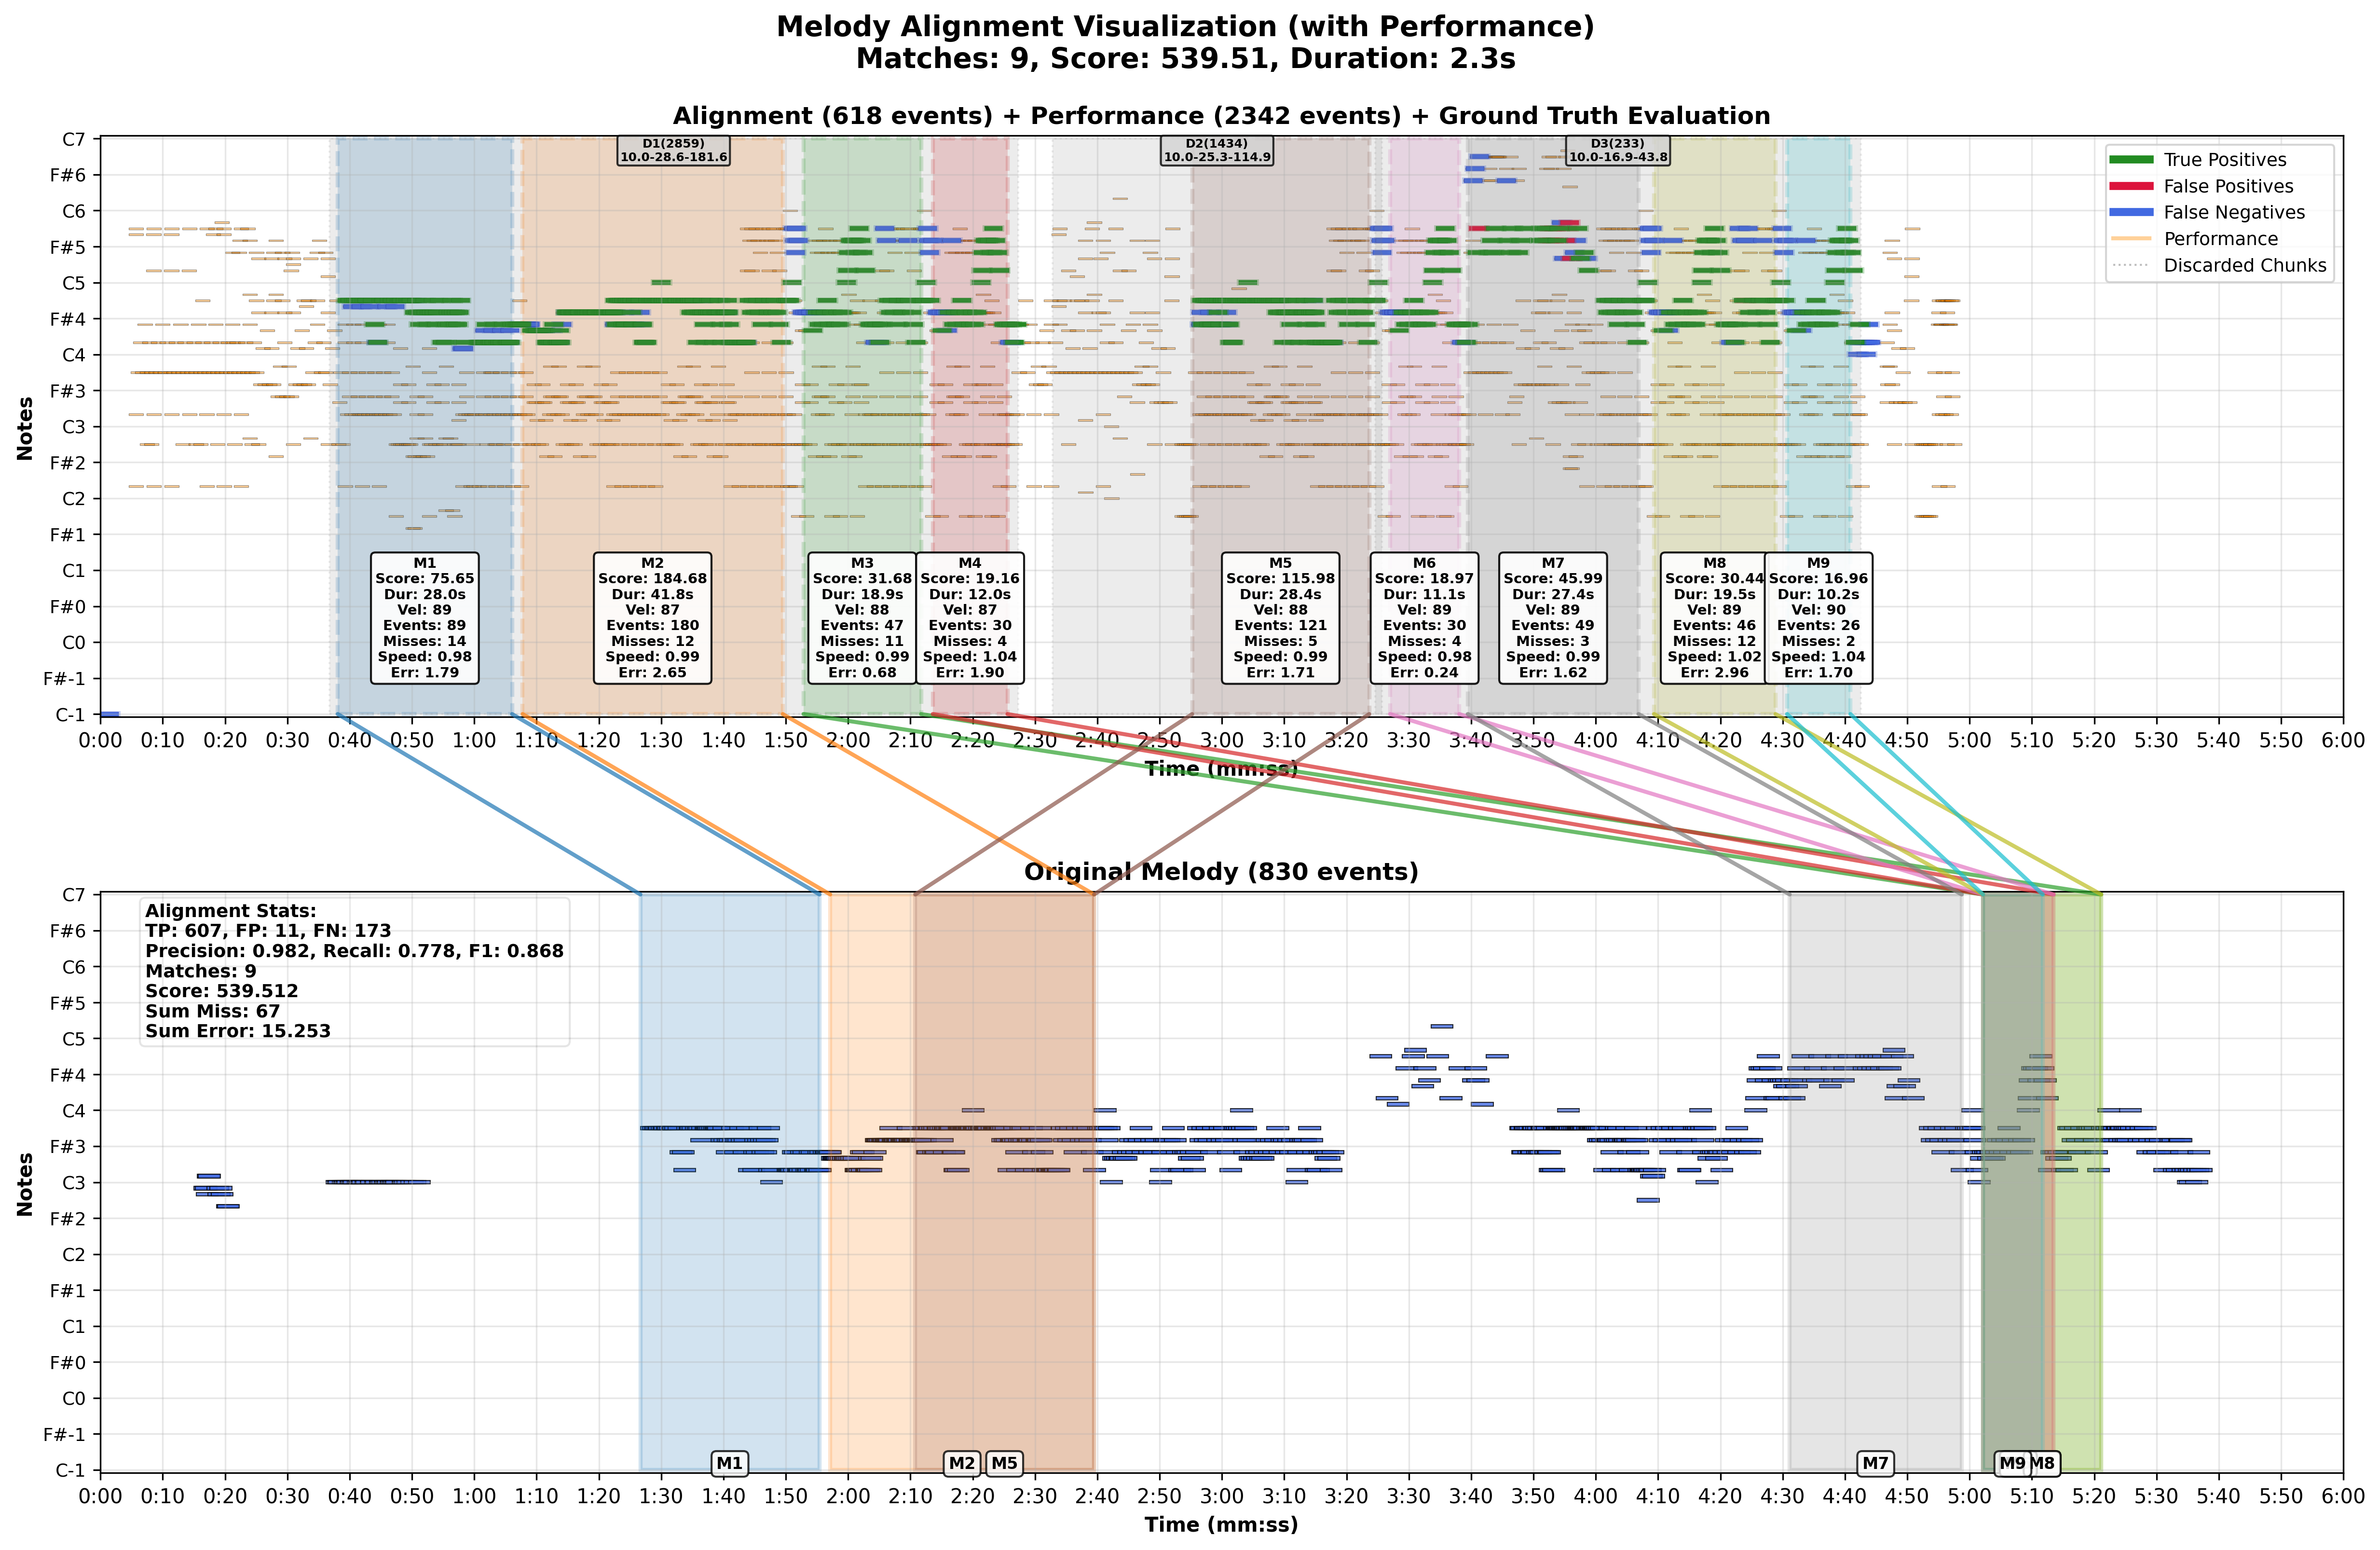 Melody Alignment Visualization (with Performance)
Matches: 9, Score: 539.51, Duration: 2.3s
Alignment (618 events) + Performance (2342 events) + Ground Truth Evaluation
Notes
C7
F#6
C6
F#5
C5
F#4
C4
F#3
C3
F#2
C2
F#1
C1
F#0
C0
F#-1
C-1
D1(2859)
10.0-28.6-181.6
D2(1434)
10.0-25.3-114.9
D3(233)
10.0-16.9-43.8
True Positives
False Positives
False Negatives
Performance
Discarded Chunks
M1
Score: 75.65
Dur: 28.0s
Vel: 89
Events: 89
Misses: 14
Speed: 0.98
Err: 1.79
M2
Score: 184.68
Dur: 41.8s
Vel: 87
Events: 180
Misses: 12
Speed: 0.99
Err: 2.65
M3
Score: 31.68
Dur: 18.9s
Vel: 88
Events: 47
Misses: 11
Speed: 0.99
Err: 0.68
M4
Score: 19.16
Dur: 12.0s
Vel: 87
Events: 30
Misses: 4
Speed: 1.04
Err: 1.90
M5
Score: 115.98
Dur: 28.4s
Vel: 88
Events: 121
Misses: 5
Speed: 0.99
Err: 1.71
M6
Score: 18.97
Dur: 11.1s
Vel: 89
Events: 30
Misses: 4
Speed: 0.98
Err: 0.24
M7
Score: 45.99
Dur: 27.4s
Vel: 89
Events: 49
Misses: 3
Speed: 0.99
Err: 1.62
M8
Score: 30.44
Dur: 19.5s
Vel: 89
Events: 46
Misses: 12
Speed: 1.02
Err: 2.96
M9
Score: 16.96
Dur: 10.2s
Vel: 90
Events: 26
Misses: 2
Speed: 1.04
Err: 1.70
0:00 0:10 0:20 0:30 0:40 0:50 1:00 1:10 1:20 1:30 1:40 1:50 2:00 2:10 2:20 2:30 2:40 2:50 3:00 3:10 3:20 3:30 3:40 3:50 4:00 4:10 4:20 4:30 4:40 4:50 5:00 5:10 5:20 5:30 5:40 5:50 6:00
Time (mm:ss)
Original Melody (830 events)
Notes
C7
F#6
C6
F#5
C5
F#4
C4
F#3
C3
F#2
C2
F#1
C1
F#0
C0
F#-1
C-1
Alignment Stats:
TP: 607, FP: 11, FN: 173
Precision: 0.982, Recall: 0.778, F1: 0.868
Matches: 9
Score: 539.512
Sum Miss: 67
Sum Error: 15.253
M1
M2
M5
M7
M9
M8
0:00 0:10 0:20 0:30 0:40 0:50 1:00 1:10 1:20 1:30 1:40 1:50 2:00 2:10 2:20 2:30 2:40 2:50 3:00 3:10 3:20 3:30 3:40 3:50 4:00 4:10 4:20 4:30 4:40 4:50 5:00 5:10 5:20 5:30 5:40 5:50 6:00
Time (mm:ss)